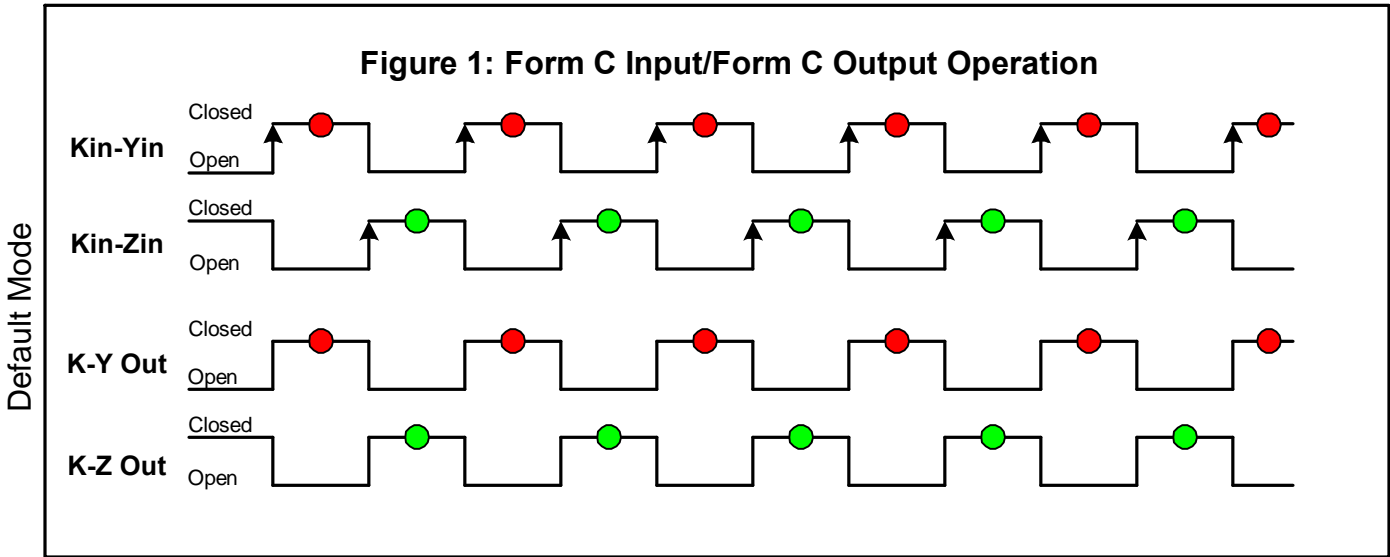 Figure 1: Form C Input/Form C Output Operation
Default Mode
Kin-Yin
Closed
Open
Kin-Zin
Closed
Open
K-Y Out
Closed
Open
K-Z Out
Closed
Open